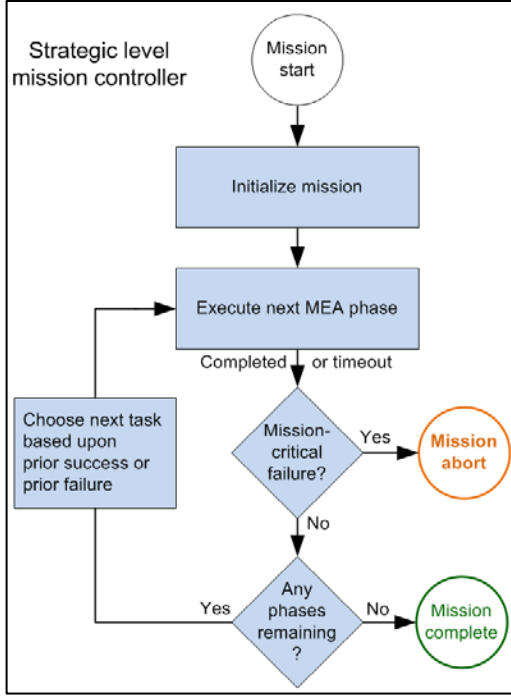 Strategic level
mission controller
Mission
start
Initialize mission
Execute next MEA phase
Completed or timeout
Choose next task
based upon
prior success or
prior failure
Mission-
critical
failure?
Yes
Mission
abort
No
Any
phases
remaining
?
Yes
No
Mission
complete